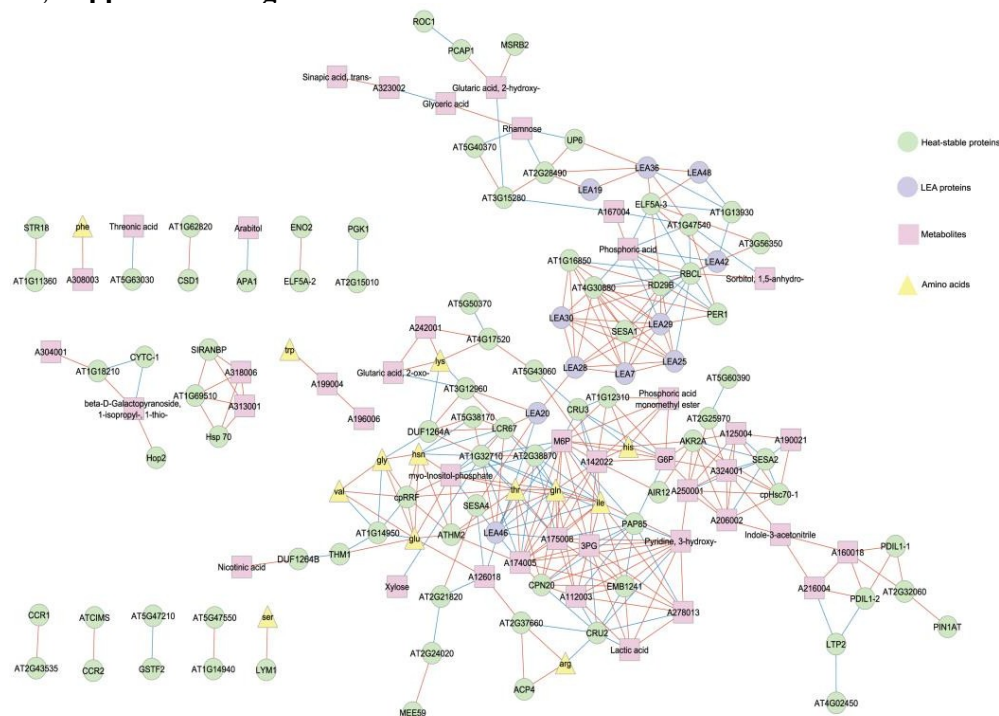 ROC1
PCAP1
MSRB2
Sinapic acid, trans-
A323002
Glutaric acid, 2-hydroxy-
Glyceric acid
Rhamnose
UP6
AT5G40370
AT2G28490
LEA36
LEA48
LEA19
AT3G15280
A167004
ELF5A-3
AT1G13930
AT1G47540
Phosphoric acid
AT3G56350
LEA42
AT1G16850
RBCL
Sorbitol, 1,5-anhydro-
AT4G30880
RD29B
PER1
LEA30
LEA29
SESA1
LEA28
LEA7
LEA25
Heat-stable proteins
LEA proteins
Metabolites
Amino acids
STR18
phe
Threonic acid
AT1G62820
Arabitol
ENO2
PGK1
AT1G11360
A308003
AT5G63030
CSD1
APA1
ELF5A-2
AT2G15010
A304001
CYTC-1
SIRANBP
A318006
AT1G18210
AT1G69510
A313001
beta-D-Galactopyranoside,
1-isopropyl-, 1-thio-
Hsp 70
Hop2
trp
A199004
A196006
AT5G50370
A242001
AT4G17520
lys
Glutaric acid, 2-oxo-
AT5G43060
AT3G12960
AT1G12310
Phosphoric acid
monomethyl ester
AT5G60390
CRU3
LEA20
AT5G38170
AT2G25970
DUF1264A
LCR67
M6P
his
AKR2A
A125004
A190021
gly
hsn
AT1G32710
AT2G38870
A142022
G6P
A324001
SESA2
myo-Inositol-phosphate
val
cpRRF
thr
gln
ile
AIR12
A250001
cpHsc70-1
SESA4
PAP85
A206002
AT1G14950
glu
ATHM2
LEA46
A175008
3PG
Pyridine, 3-hydroxy-
Indole-3-acetonitrile
THM1
DUF1264B
Nicotinic acid
A174005
A126018
Xylose
CPN20
EMB1241
A112003
A278013
AT2G21820
AT2G37660
CRU2
Lactic acid
AT2G24020
arg
ACP4
MEE59
A160018
PDIL1-1
A216004
PDIL1-2
AT2G32060
LTP2
PIN1AT
AT4G02450
CCR1
ATCIMS
AT5G47210
AT5G47550
ser
AT2G43535
CCR2
GSTF2
AT1G14940
LYM1